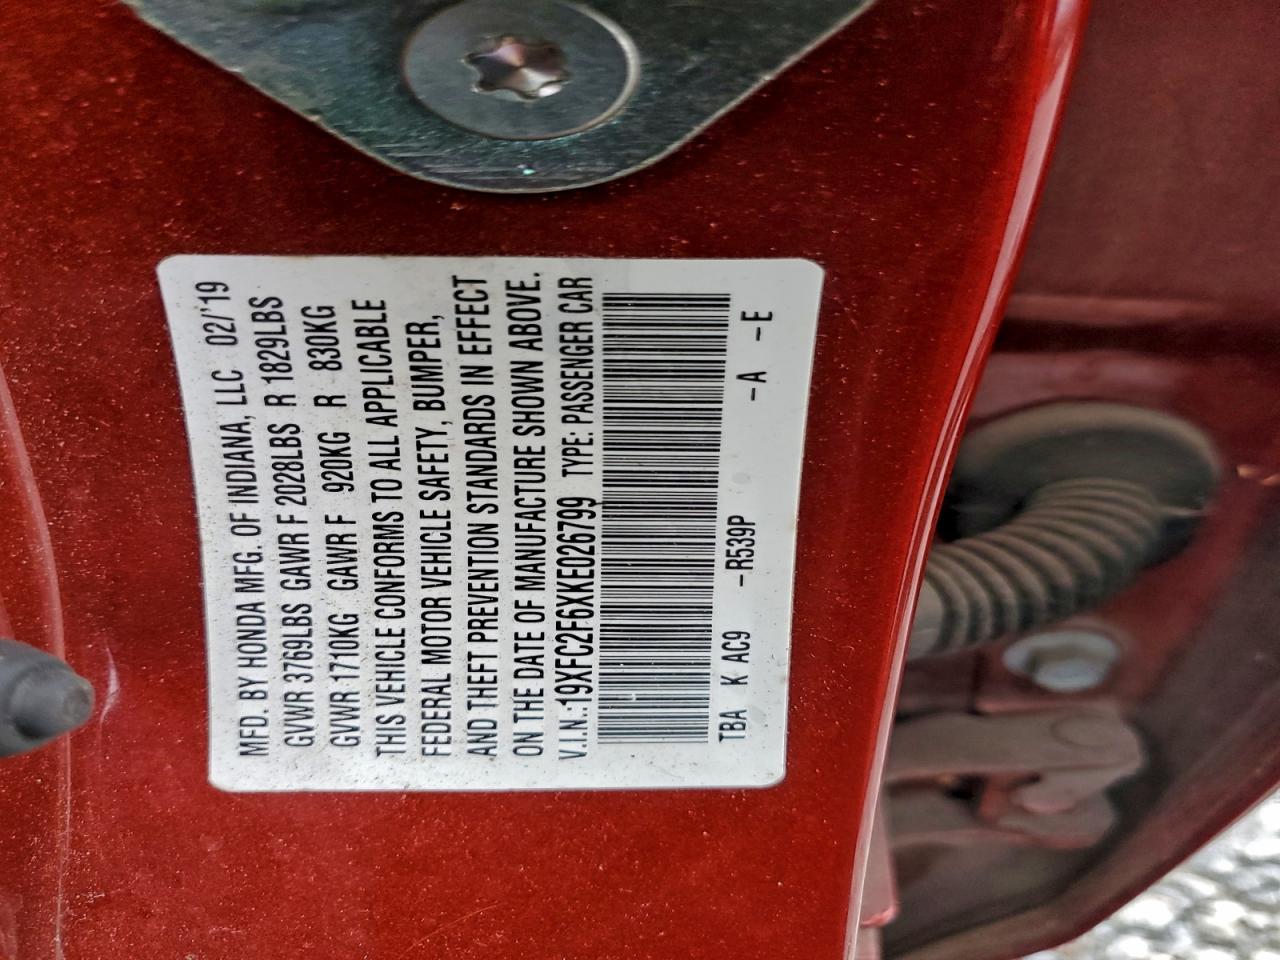 MFD. BY HONDA MFG. OF INDIANA, LLC 02/'19
GVWR 3769LBS GAWR F 2028LBS R 1829LBS
GVWR 1710KG GAWR F 920KG R 830KG
THIS VEHICLE CONFORMS TO ALL APPLICABLE
FEDERAL MOTOR VEHICLE SAFETY, BUMPER,
AND THEFT PREVENTION STANDARDS IN EFFECT
ON THE DATE OF MANUFACTURE SHOWN ABOVE.
V.I.N.:19XFC2F6XKE026799 TYPE: PASSENGER CAR
TBA K AC9 -R539P -A -E